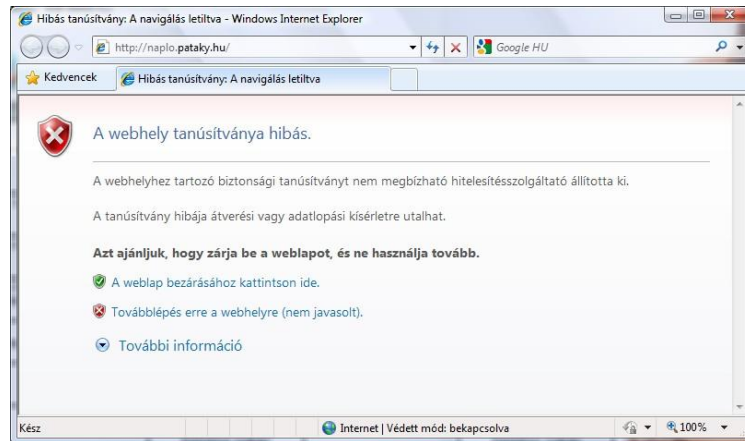 Hibás tanúsítvány: A navigálás letiltva - Windows Internet Explorer
http://naplo.pataky.hu/
Google HU
Kedvencek
Hibás tanúsítvány: A navigálás letiltva
A webhely tanúsítványa hibás.
A webhelyhez tartozó biztonsági tanúsítványt nem megbízható hitelesítésszolgáltató állította ki.
A tanúsítvány hibája átverési vagy adatlopási kísérletre utalhat.
Azt ajánljuk, hogy zárja be a weblapot, és ne használja tovább.
A weblap bezárásához kattintson ide.
Továbblépés erre a webhelyre (nem javasolt).
További információ
Kész
Internet | Védett mód: bekapcsolva
100%